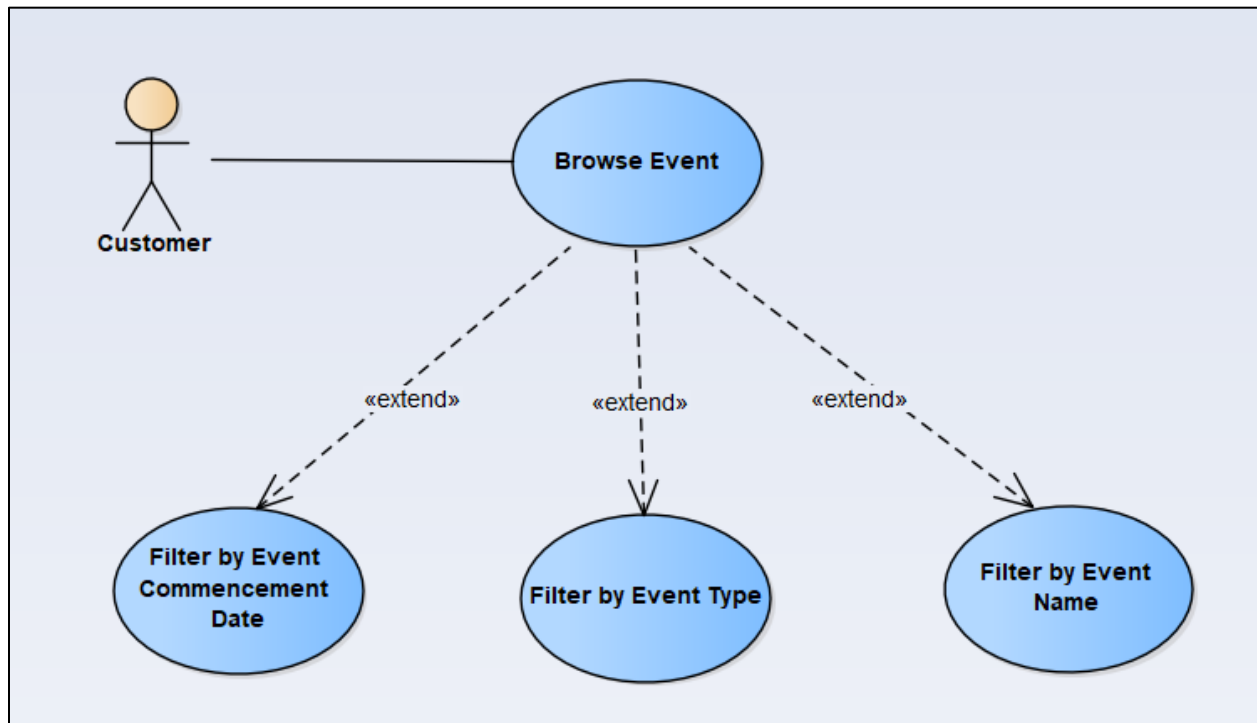 Browse Event
Customer
«extend»
«extend»
«extend»
Filter by Event
Commencement
Date
Filter by Event Type
Filter by Event
Name